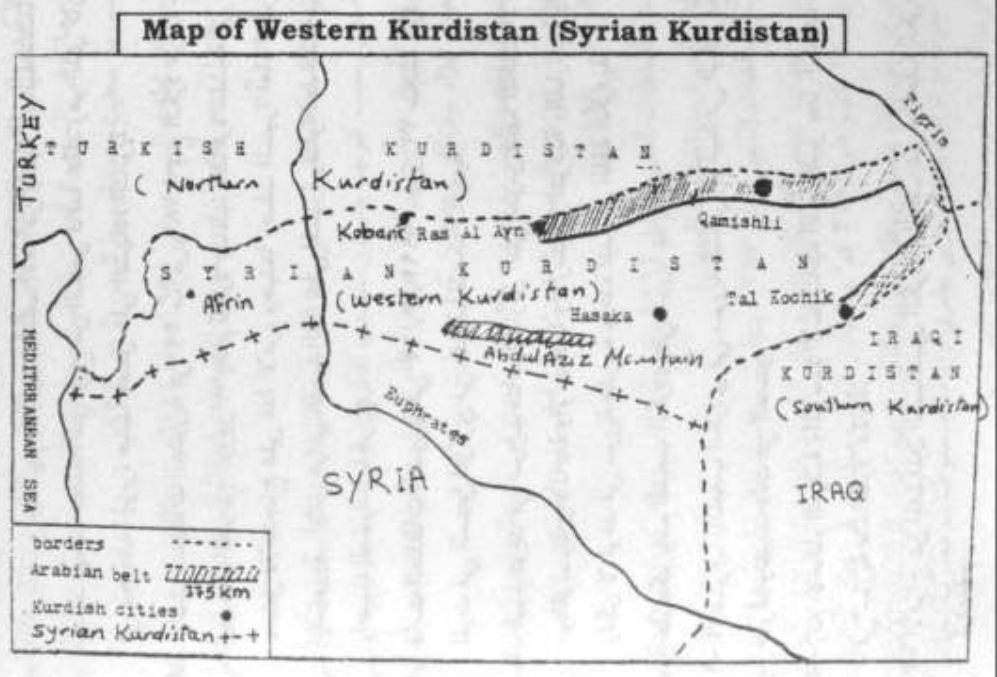 Map of Western Kurdistan (Syrian Kurdistan)
TURKEY
Tigris
TURKISH KURDISTAN
(Northern Kurdistan)
Kobani Ras Al Ayn
Qamishli
SYRIAN KURDISTAN
Afrin
(Western Kurdistan)
Hasaka
Tal Kochik
Abdul Aziz Mountain
IRAQI
KURDISTAN
(Southern Kurdistan)
MEDITRRANEAN SEA
Euphrates
SYRIA
IRAQ
borders
Arabian belt
375 km
Kurdish cities
Syrian Kurdistan